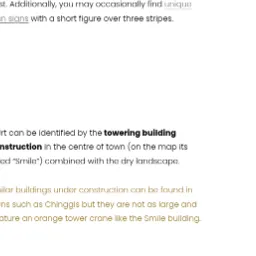 st. Additionally, you may occasionally find unique
n signs with a short figure over three stripes.
rt can be identified by the towering building
nstruction in the centre of town (on the map its
ed "Smile") combined with the dry landscape.
ilar buildings under construction can be found in
ns such as Chinggis but they are not as large and
ature an orange tower crane like the Smile building.